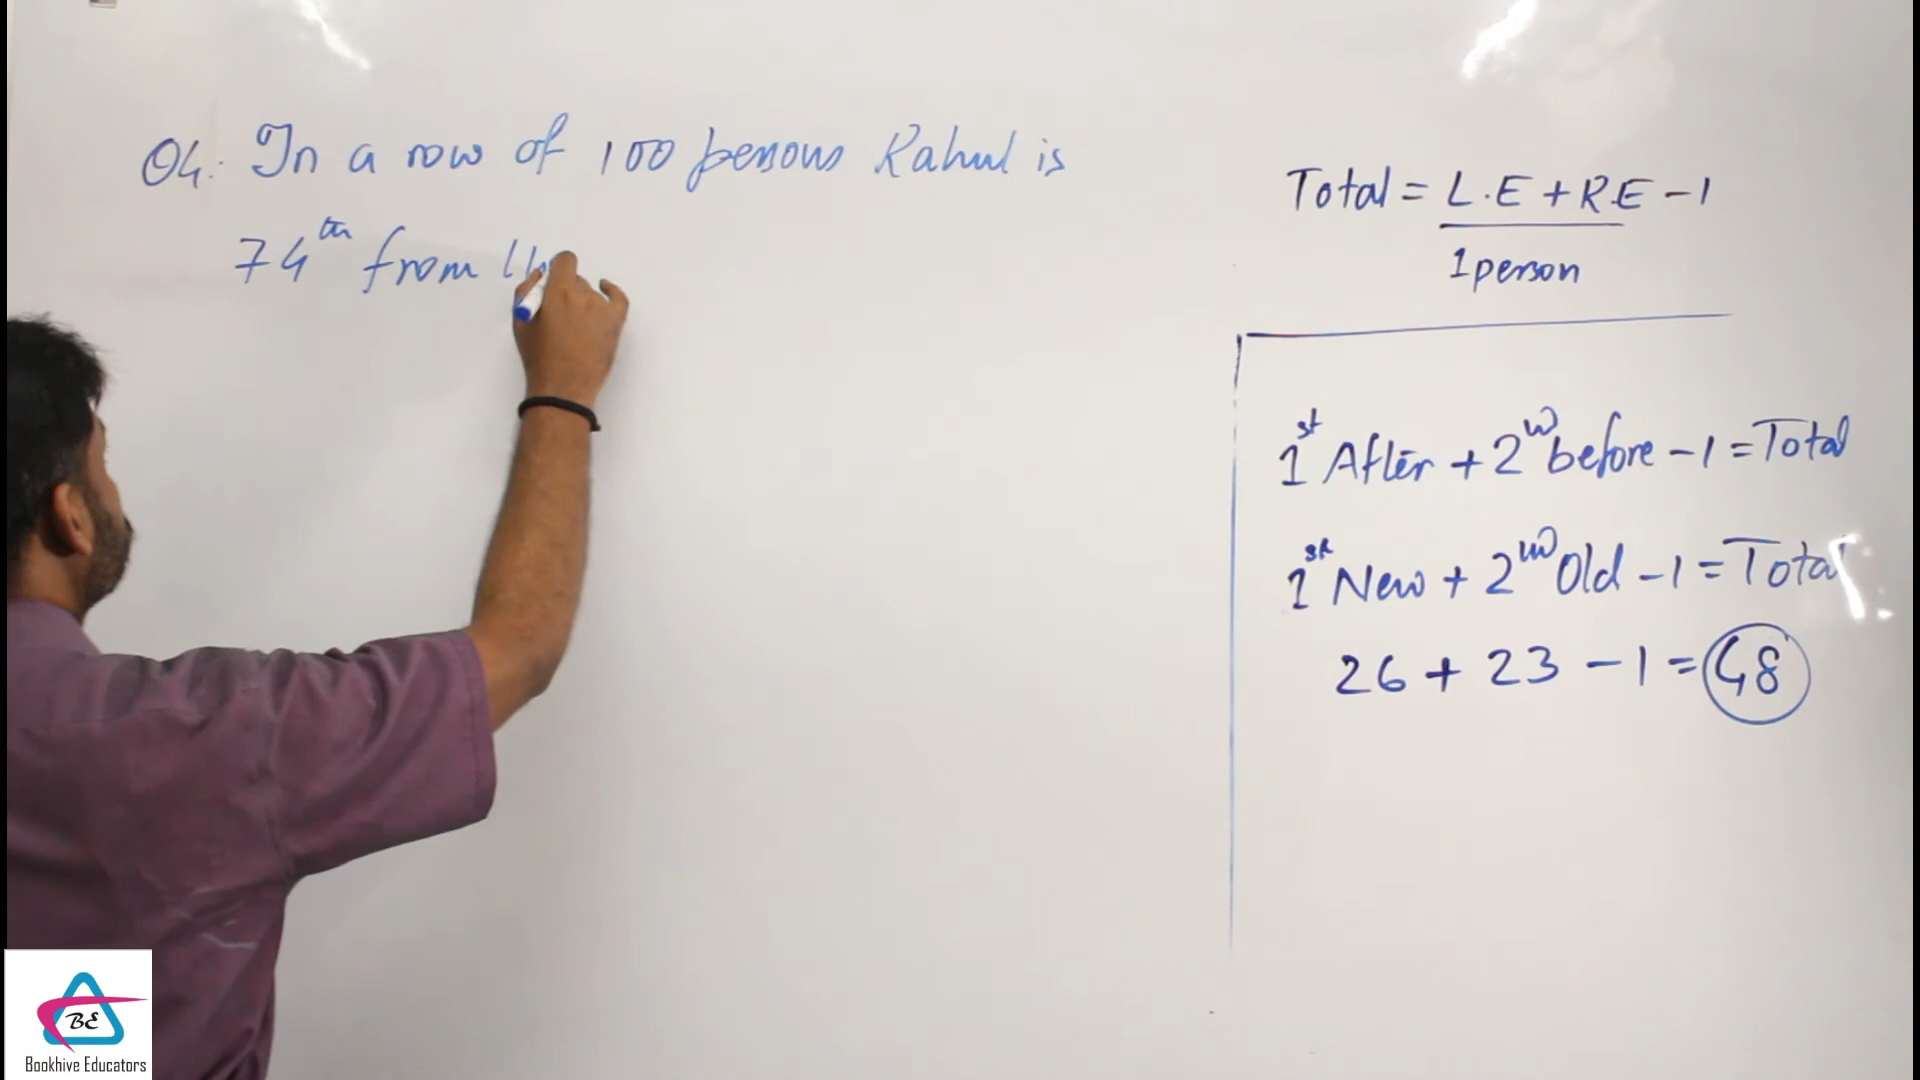 Q4. In a row of 100 persons Rahul is
74th from
Total = L.E + R.E - 1
1 person
1st After + 2nd before - 1 = Total
1st New + 2nd Old - 1 = Total
26 + 23 - 1 = 48
BE
Bookhive Educators